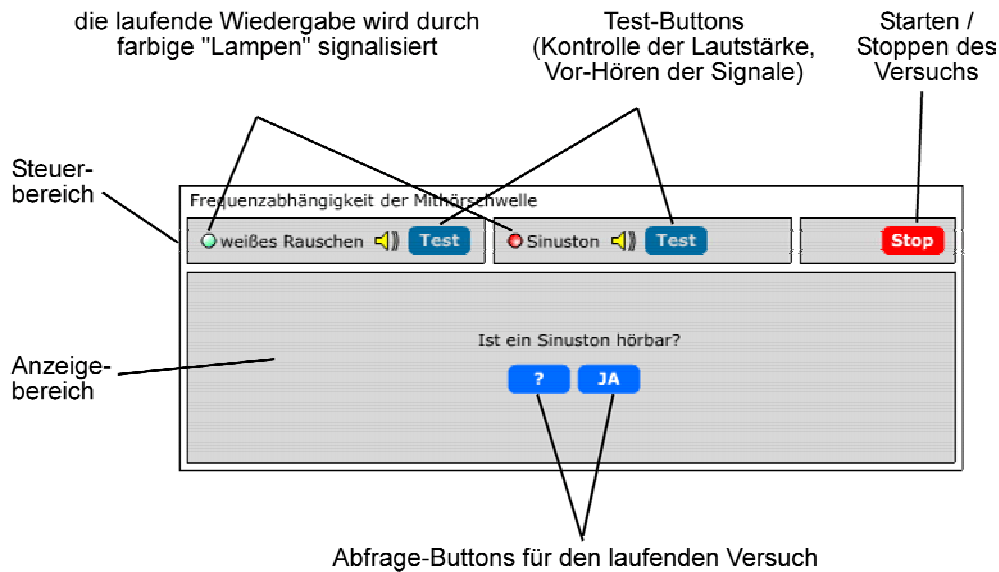 die laufende Wiedergabe wird durch
farbige "Lampen" signalisiert
Test-Buttons
(Kontrolle der Lautstärke,
Vor-Hören der Signale)
Starten /
Stoppen des
Versuchs
Steuer-
bereich
Frequenzabhängigkeit der Mithörschwelle
weißes Rauschen Test
Sinuston Test
Stop
Anzeige-
bereich
Ist ein Sinuston hörbar?
? JA
Abfrage-Buttons für den laufenden Versuch